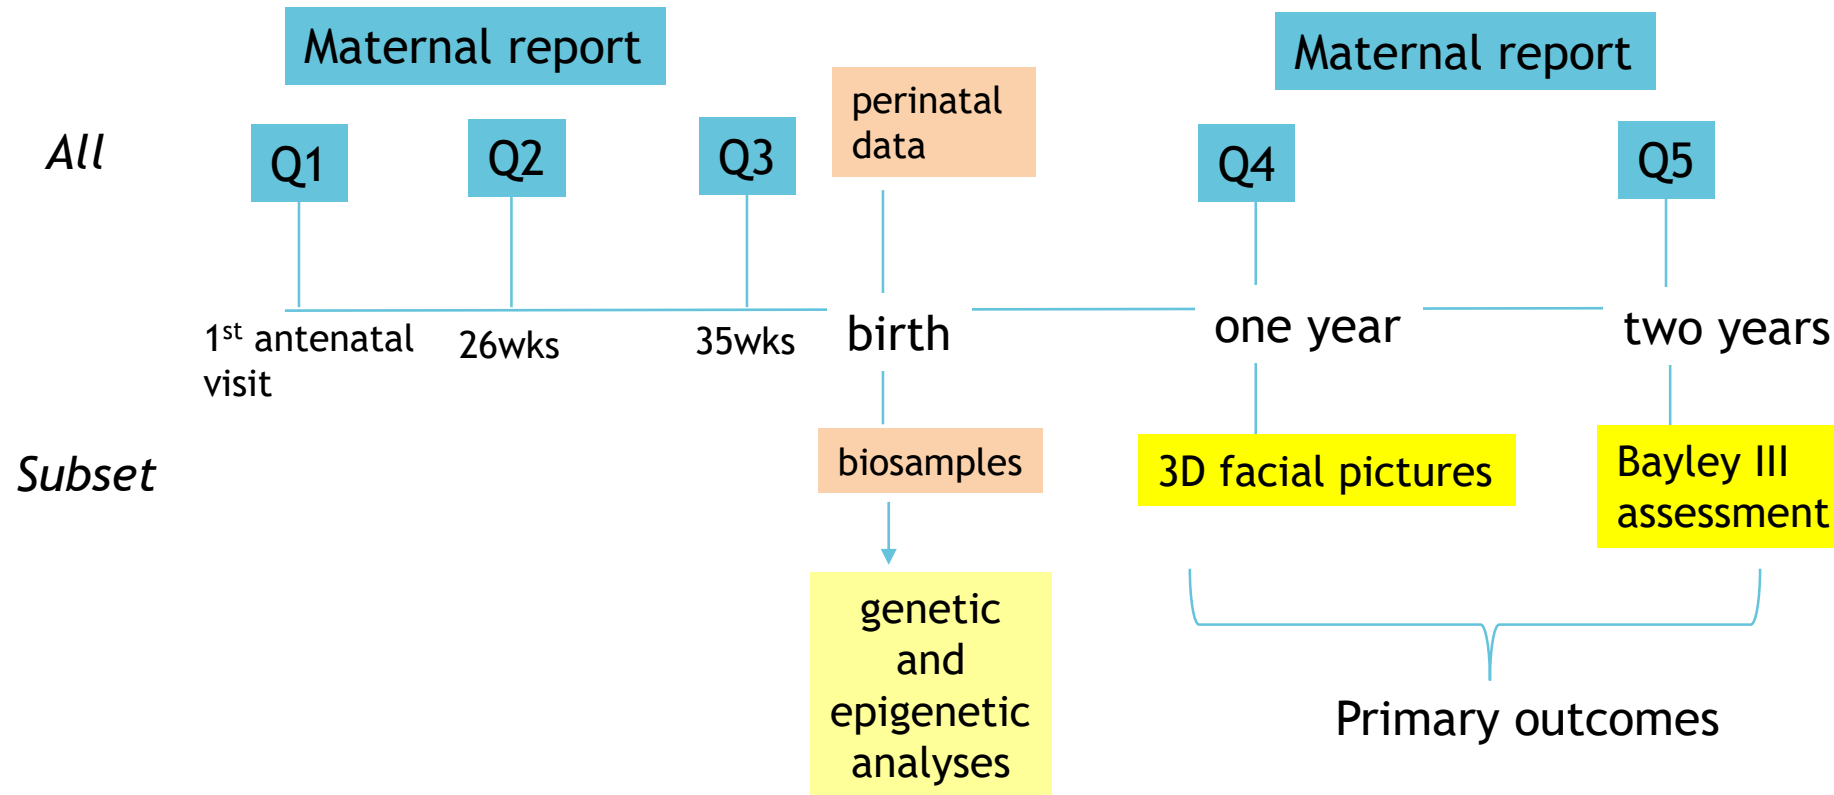 Maternal report
Maternal report
perinatal
data
All
Q1
Q2
Q3
Q4
Q5
1st antenatal
visit
26wks
35wks
birth
one year
two years
Subset
biosamples
3D facial pictures
Bayley III
assessment
genetic
and
epigenetic
analyses
Primary outcomes